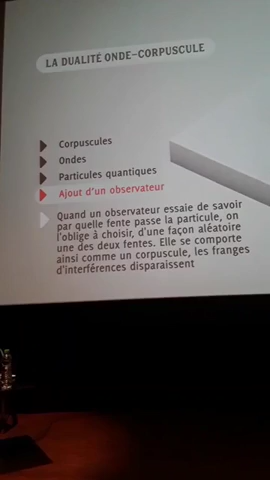 LA DUALITÉ ONDE–CORPUSCULE
Corpuscules
Ondes
Particules quantiques
Ajout d'un observateur
Quand un observateur essaie de savoir
par quelle fente passe la particule, on
l'oblige à choisir, d'une façon aléatoire
une des deux fentes. Elle se comporte
ainsi comme un corpuscule, les franges
d'interférences disparaissent